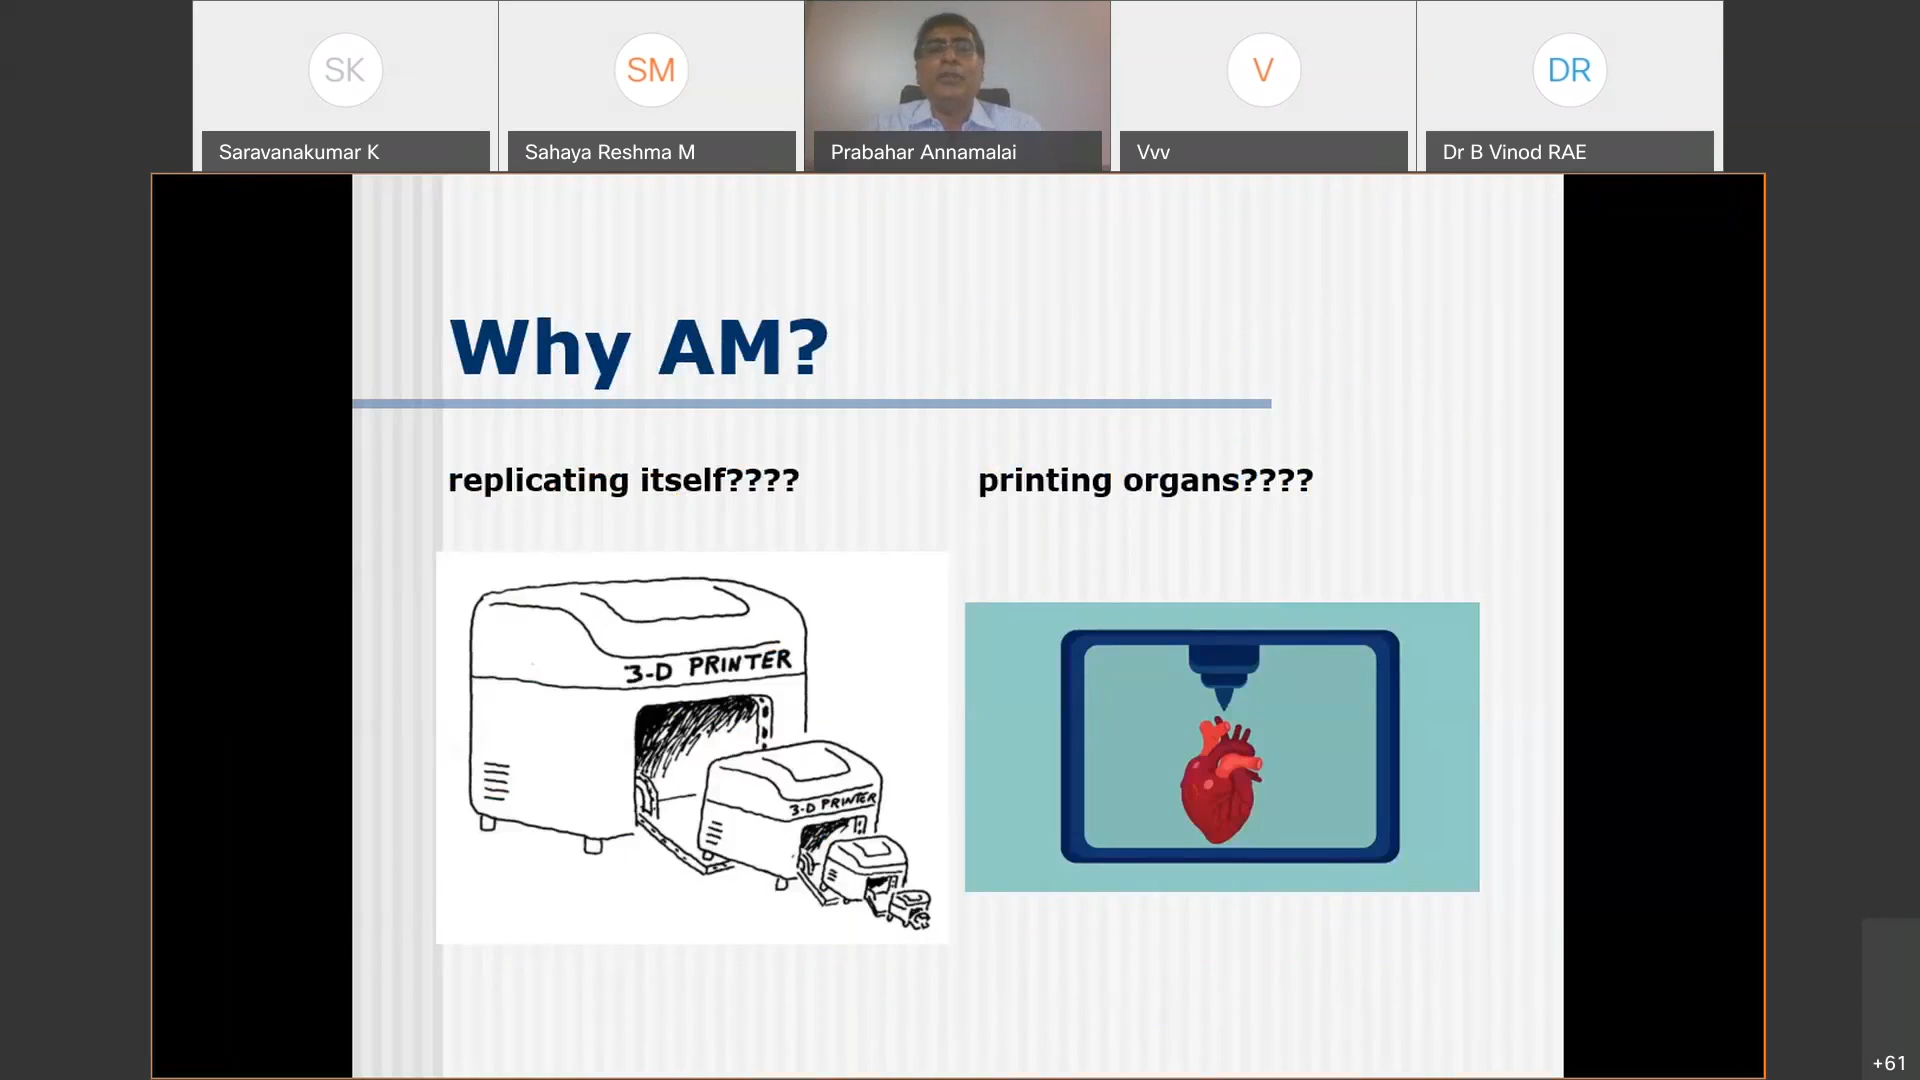 SK
SM
V
DR
Saravanakumar K
Sahaya Reshma M
Prabahar Annamalai
Vvv
Dr B Vinod RAE
Why AM?
replicating itself????
printing organs????
3-D PRINTER
3-D PRINTER
+61